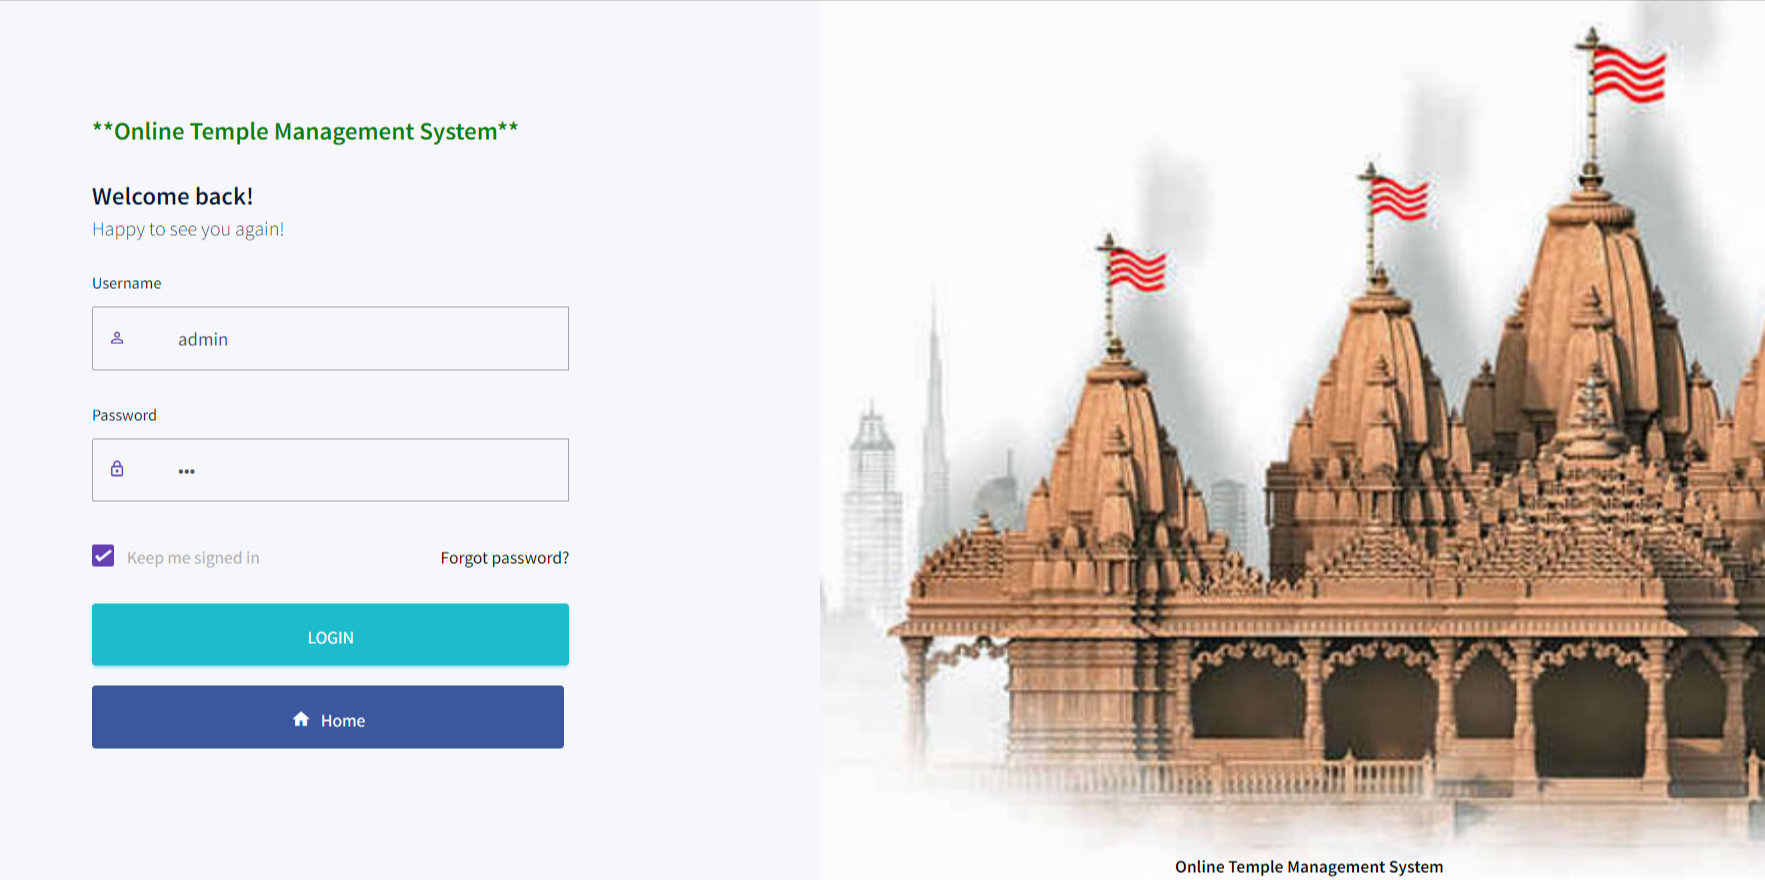 **Online Temple Management System**
Welcome back!
Happy to see you again!
Username
admin
Password
•••
Keep me signed in
Forgot password?
LOGIN
Home
Online Temple Management System